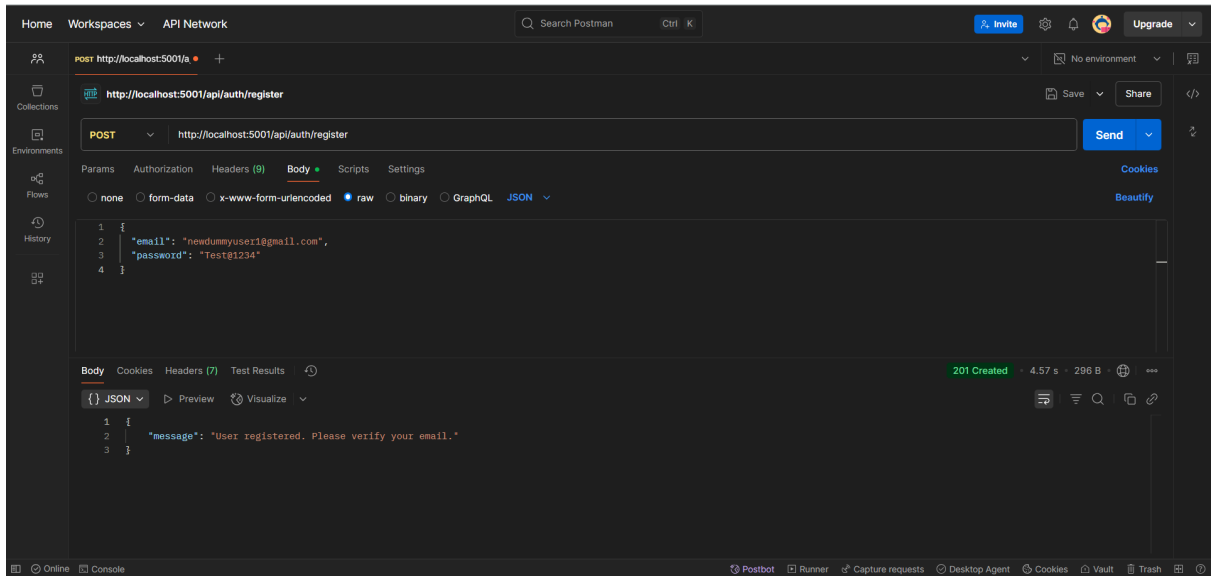 Home Workspaces API Network Search Postman Ctrl K Invite Upgrade
POST http://localhost:5001/a No environment
Collections
Environments
Flows
History
HTTP http://localhost:5001/api/auth/register Save Share
POST http://localhost:5001/api/auth/register Send
Params Authorization Headers (9) Body Scripts Settings Cookies
none form-data x-www-form-urlencoded raw binary GraphQL JSON Beautify
1 {
2 "email": "newdummyuser1@gmail.com",
3 "password": "Test@1234"
4 }
Body Cookies Headers (7) Test Results 201 Created 4.57 s 296 B
{ } JSON Preview Visualize
1 {
2 "message": "User registered. Please verify your email."
3 }
Online Console Postbot Runner Capture requests Desktop Agent Cookies Vault Trash